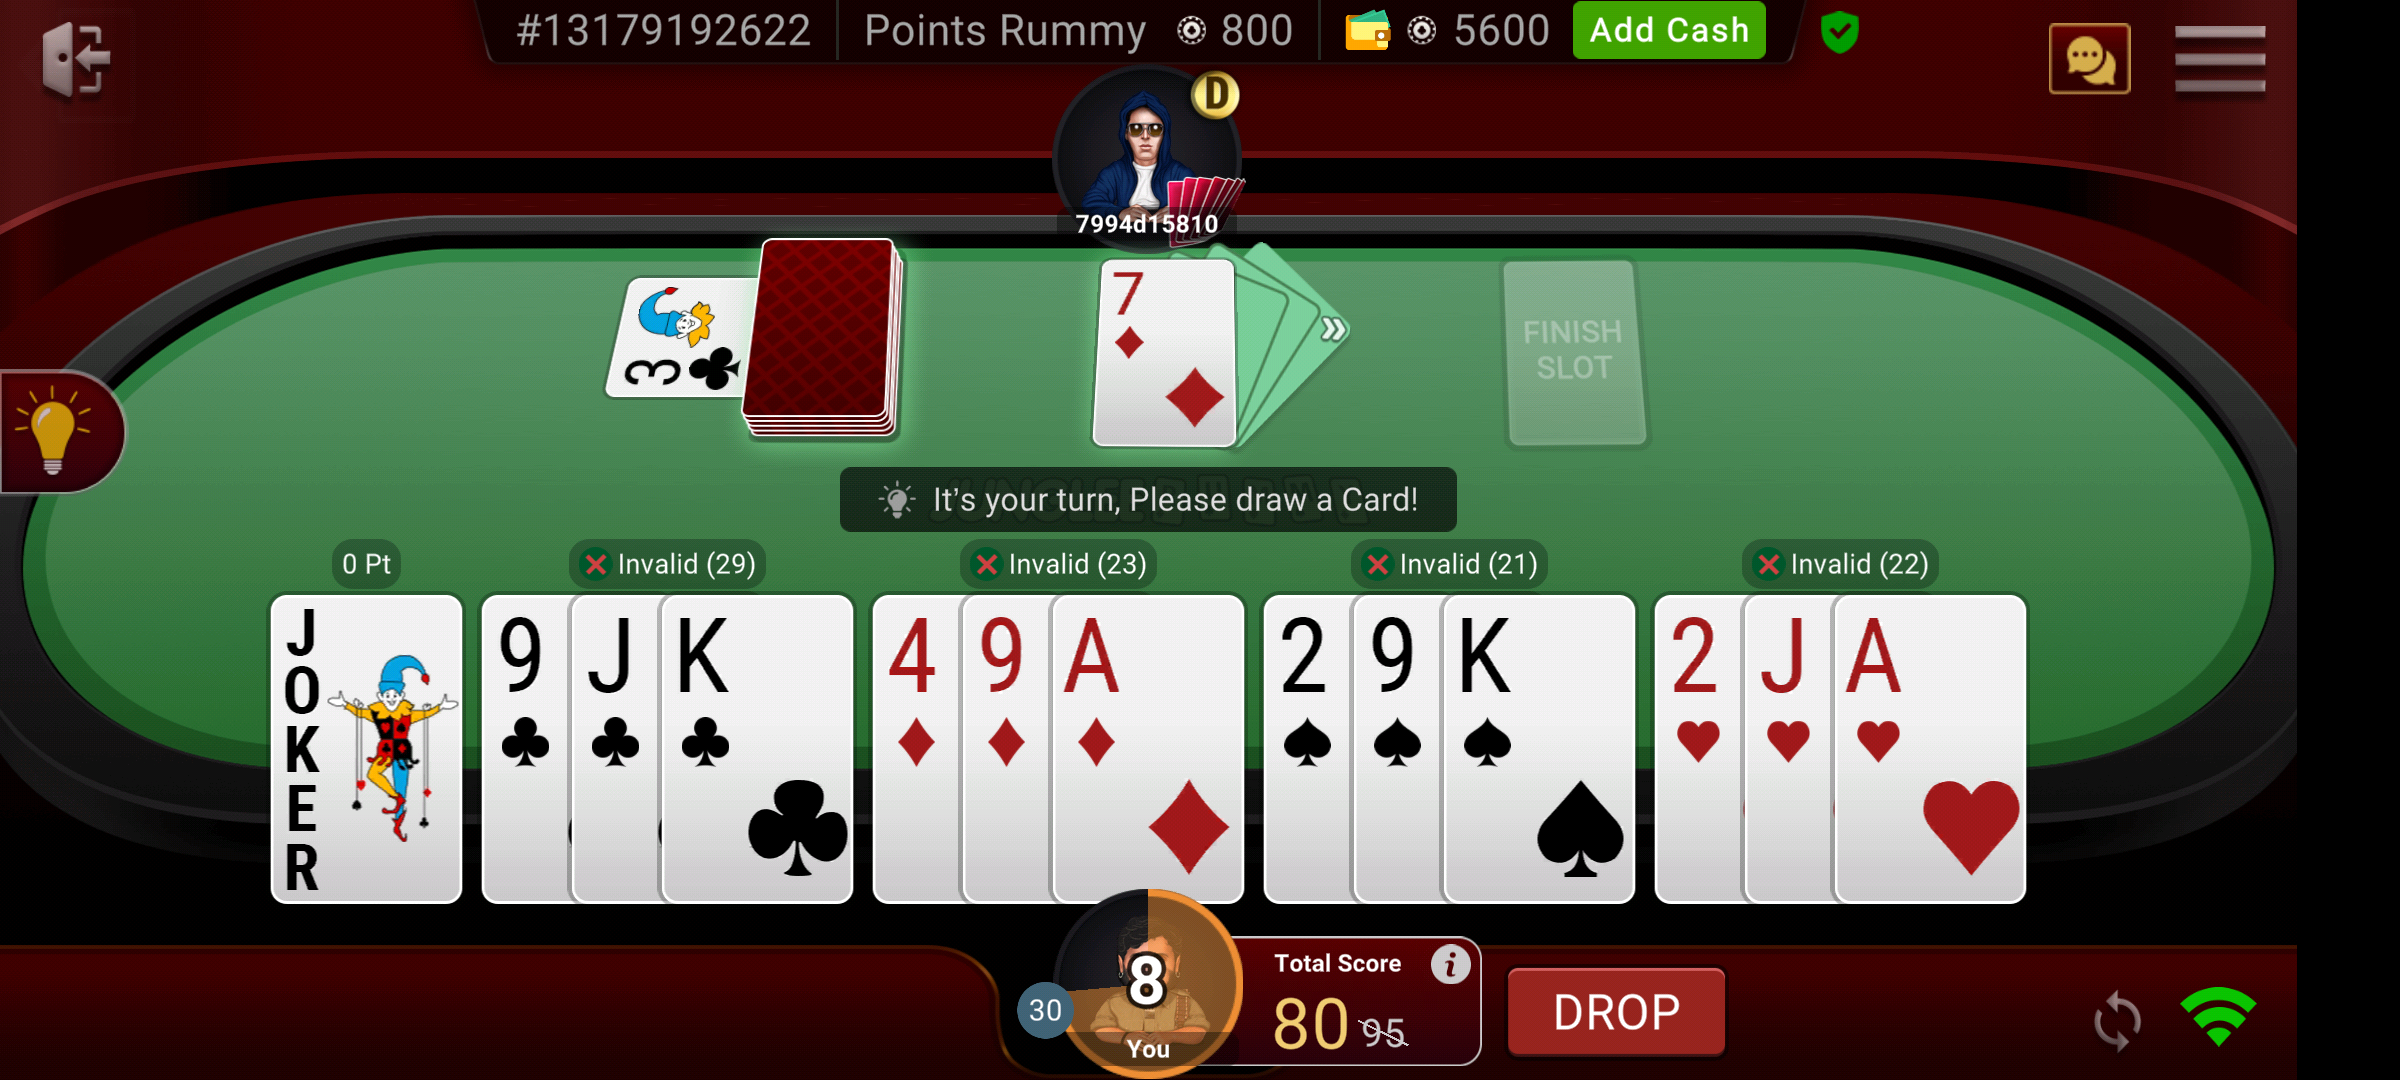 #13179192622
Points Rummy 800
5600
Add Cash
D
7994d15810
3
7
FINISH
SLOT
It's your turn, Please draw a Card!
0 Pt
Invalid (29)
Invalid (23)
Invalid (21)
Invalid (22)
JOKER
9 J K
4 9 A
2 9 K
2 J A
30
8
You
Total Score
i
80 95
DROP